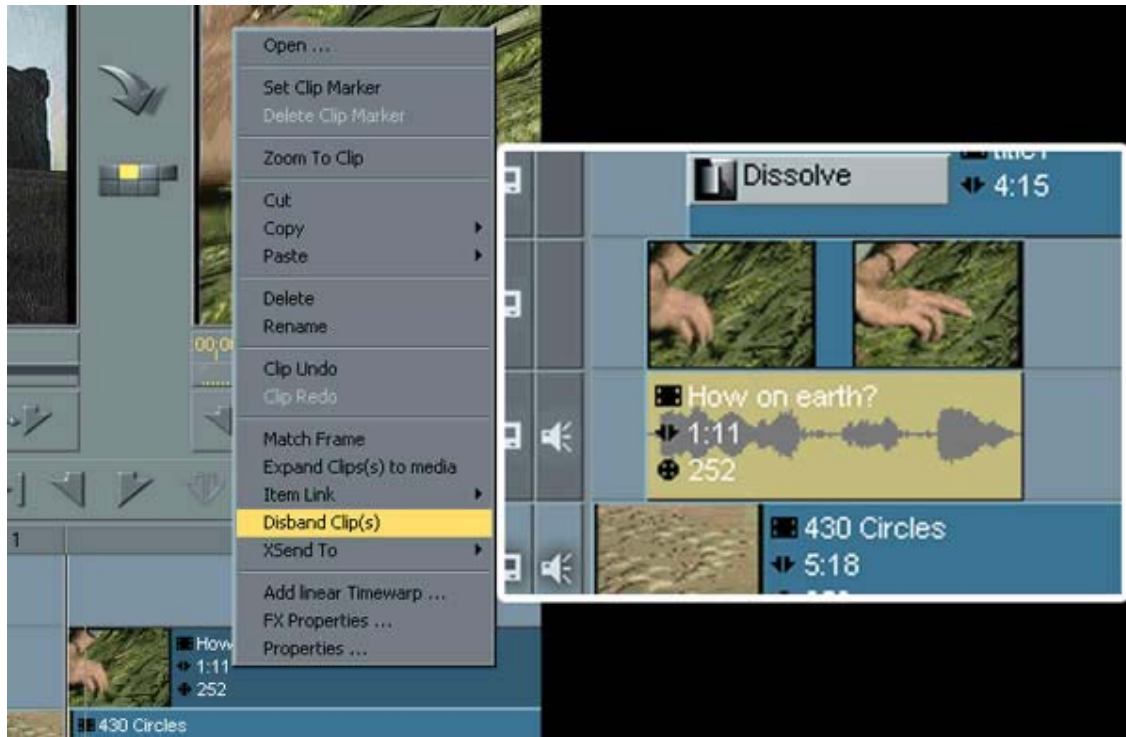 Open ...
Set Clip Marker
Delete Clip Marker
Zoom To Clip
Cut
Copy
Paste
Delete
Rename
Clip Undo
Clip Redo
Match Frame
Expand Clips(s) to media
Item Link
Disband Clip(s)
XSend To
Add linear Timewarp ...
FX Properties ...
Properties ...
1
How
1:11
252
430 Circles
Dissolve
4:15
How on earth?
1:11
252
430 Circles
5:18